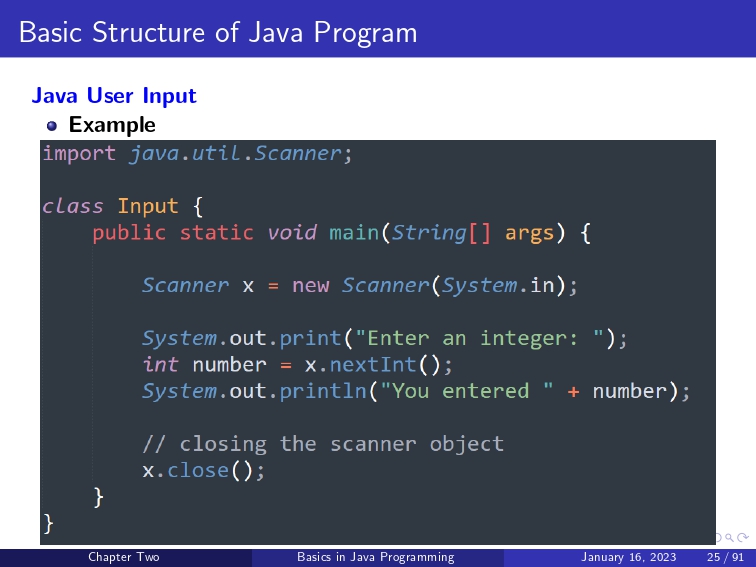 Basic Structure of Java Program
Java User Input
Example
import java.util.Scanner;
class Input {
public static void main(String[] args) {
Scanner x = new Scanner(System.in);
System.out.print("Enter an integer: ");
int number = x.nextInt();
System.out.println("You entered " + number);
// closing the scanner object
x.close();
}
}
Chapter Two Basics in Java Programming January 16, 2023 25 / 91